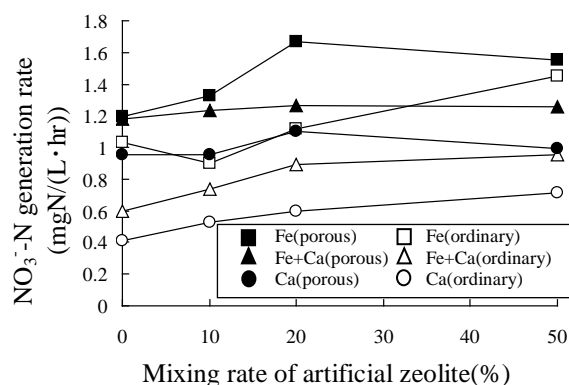 NO₃⁻-N generation rate
(mgN/(L・hr))
1.8
1.6
1.4
1.2
1
0.8
0.6
0.4
0.2
0
Fe(porous) Fe(ordinary)
Fe+Ca(porous) Fe+Ca(ordinary)
Ca(porous) Ca(ordinary)
0 10 20 30 40 50
Mixing rate of artificial zeolite(%)